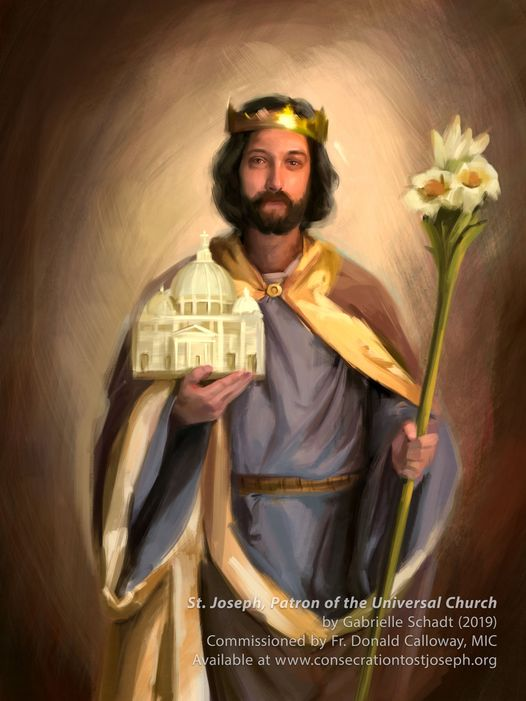 St. Joseph, Patron of the Universal Church
by Gabrielle Schadt (2019)
Commissioned by Fr. Donald Calloway, MIC
Available at www.consecrationtostjoseph.org